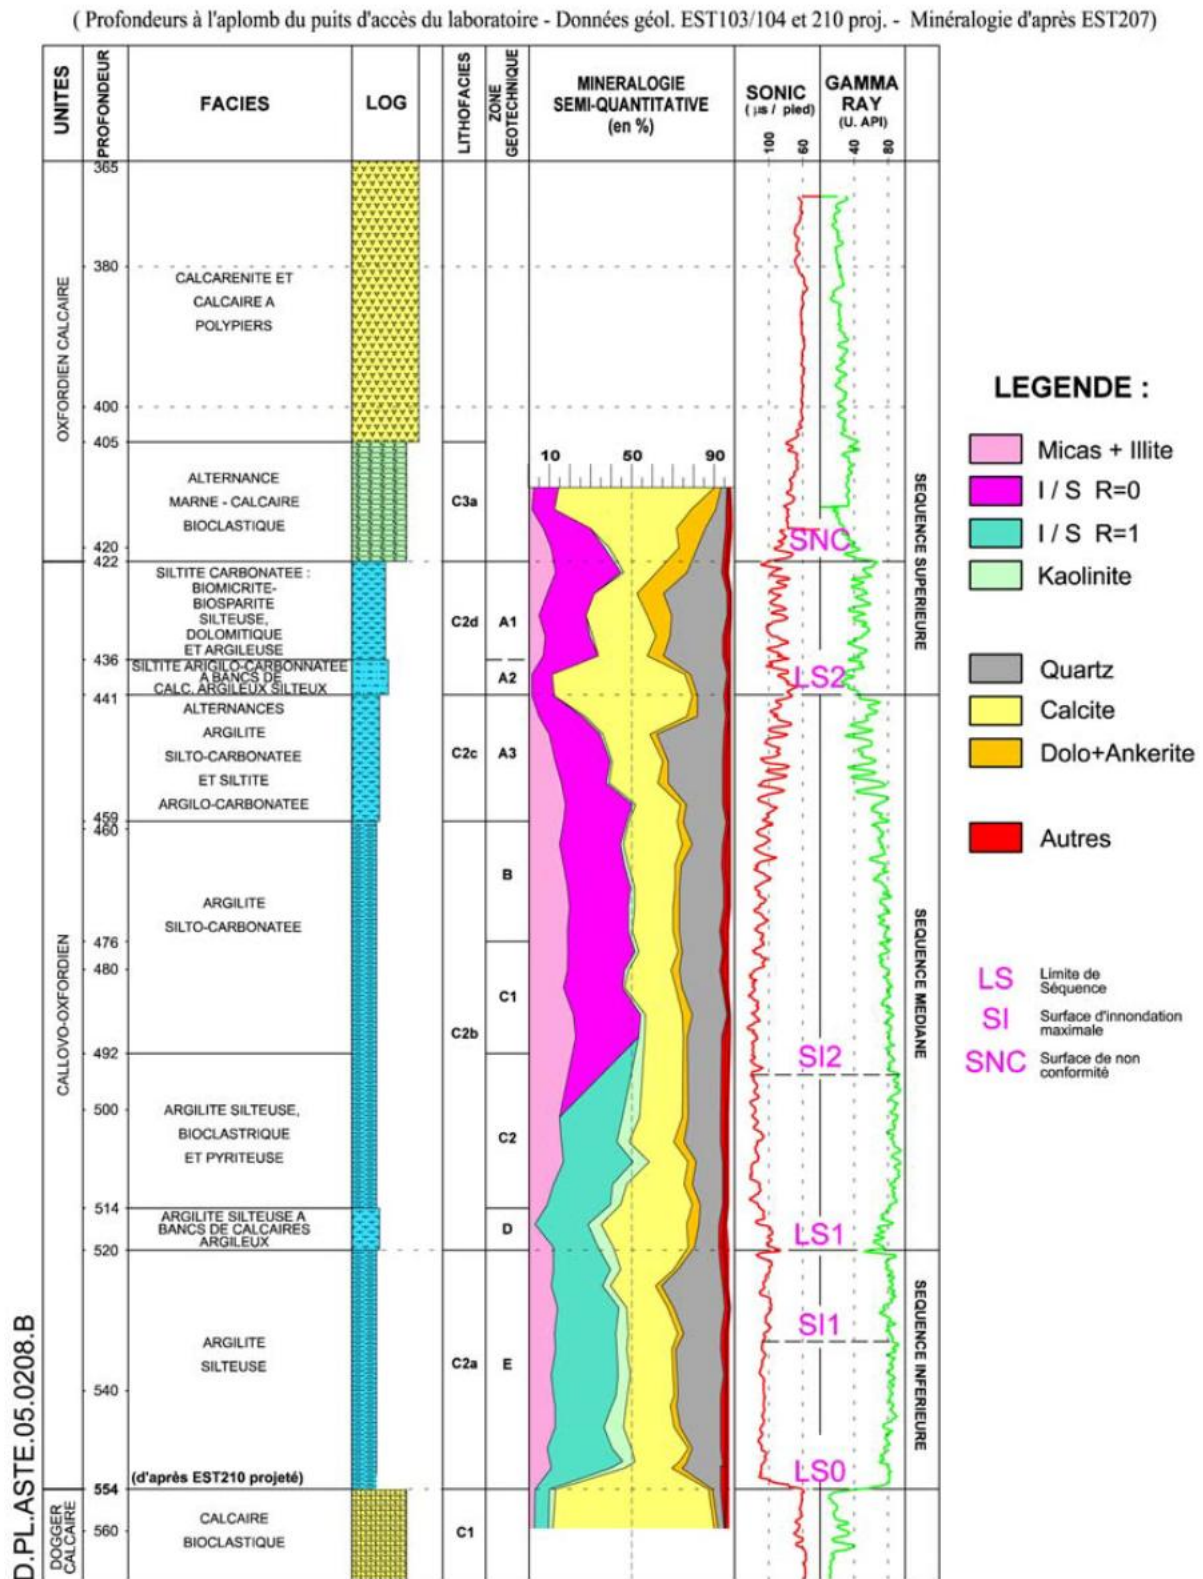 ( Profondeurs à l'aplomb du puits d'accès du laboratoire - Données géol. EST103/104 et 210 proj. - Minéralogie d'après EST207)
UNITES
PROFONDEUR
FACIES
LOG
LITHOFACIES
ZONE
GEOTECHNIQUE
MINERALOGIE
SEMI-QUANTITATIVE
(en %)
SONIC
( µs / pied)
100
60
GAMMA
RAY
(U. API)
40
80
365
380
400
405
420
422
436
441
459
460
476
480
492
500
514
520
540
554
560
OXFORDIEN CALCAIRE
CALLOVO-OXFORDIEN
DOGGER
CALCAIRE
CALCARENITE ET
CALCAIRE A
POLYPIERS
ALTERNANCE
MARNE - CALCAIRE
BIOCLASTIQUE
SILTITE CARBONATEE :
BIOMICRITE-
BIOSPARITE
SILTEUSE,
DOLOMITIQUE
ET ARGILEUSE
SILTITE ARIGILO-CARBONNATEE
A BANCS DE
CALC. ARGILEUX SILTEUX
ALTERNANCES
ARGILITE
SILTO-CARBONATEE
ET SILTITE
ARGILO-CARBONATEE
ARGILITE
SILTO-CARBONATEE
ARGILITE SILTEUSE,
BIOCLASTRIQUE
ET PYRITEUSE
ARGILITE SILTEUSE A
BANCS DE CALCAIRES
ARGILEUX
ARGILITE
SILTEUSE
(d'après EST210 projeté)
CALCAIRE
BIOCLASTIQUE
C3a
C2d
C2c
C2b
C2a
C1
A1
A2
A3
B
C1
C2
D
E
10
50
90
SNC
LS2
SI2
LS1
SI1
LS0
SEQUENCE SUPERIEURE
SEQUENCE MEDIANE
SEQUENCE INFERIEURE
LEGENDE :
Micas + Illite
I / S R=0
I / S R=1
Kaolinite
Quartz
Calcite
Dolo+Ankerite
Autres
LS
Limite de
Séquence
SI
Surface d'innondation
maximale
SNC
Surface de non
conformité
D.PL.ASTE.05.0208.B